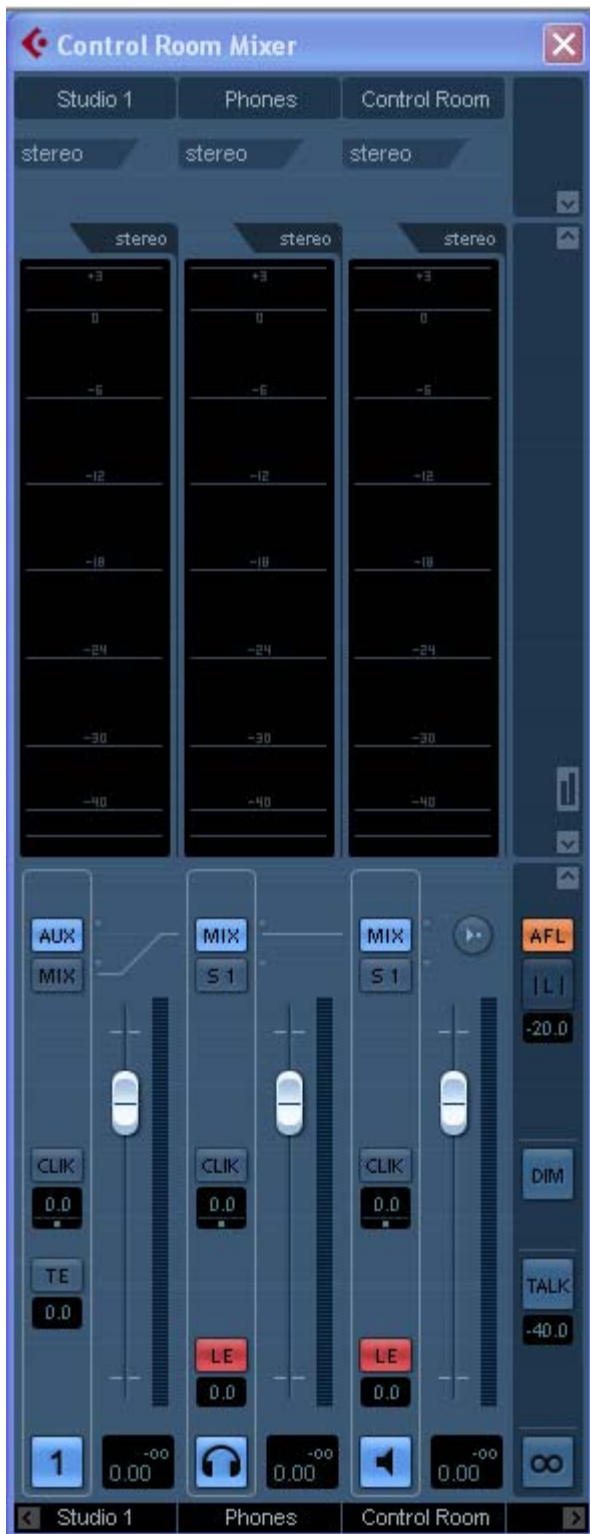 Control Room Mixer
Studio 1 Phones Control Room
stereo stereo stereo
stereo stereo stereo
+3 +3 +3
0 0 0
-6 -6 -6
-12 -12 -12
-18 -18 -18
-24 -24 -24
-30 -30 -30
-40 -40 -40
AUX MIX MIX AFL
MIX S 1 S 1 |L|
-20.0
CLIK CLIK CLIK DIM
0.0 0.0 0.0
TE TALK
0.0 -40.0
LE LE
0.0 0.0
1 -oo -oo -oo ∞
0.00 0.00 0.00
Studio 1 Phones Control Room